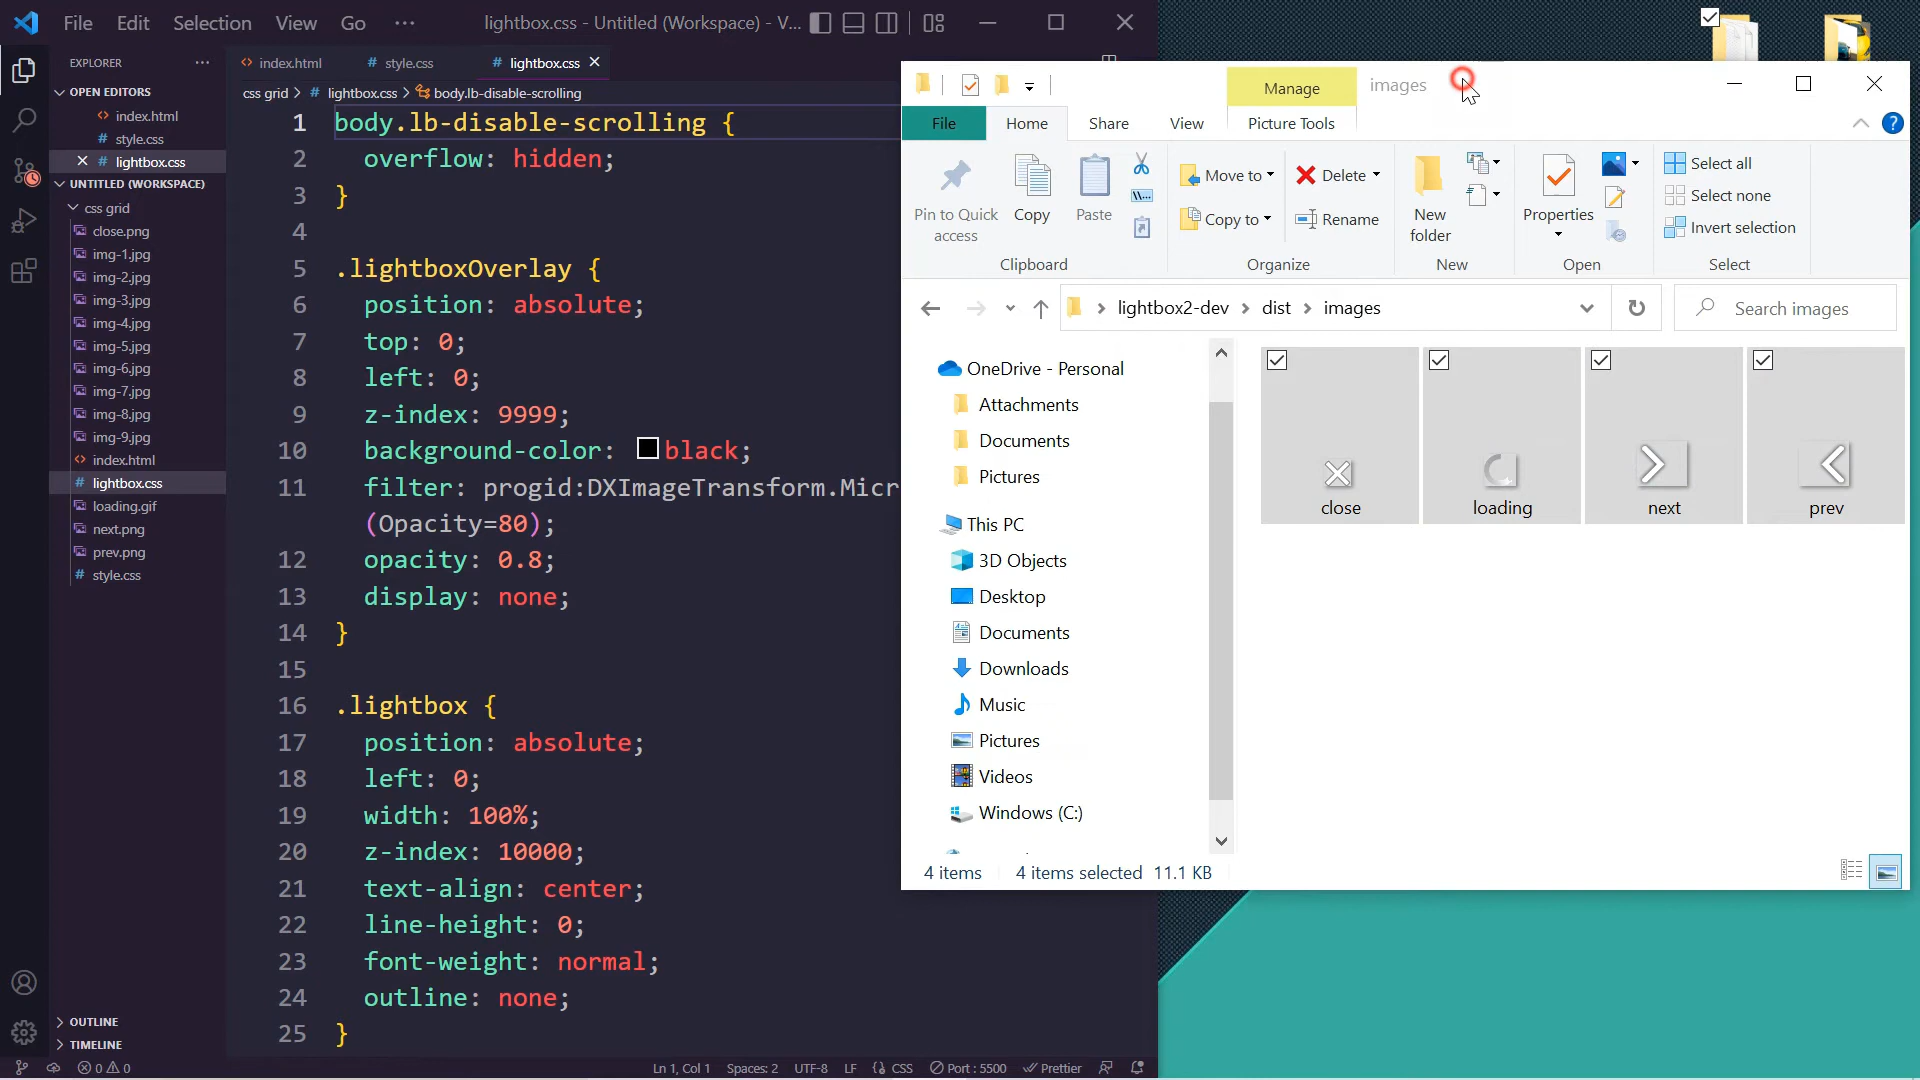 File Edit Selection View Go ··· lightbox.css - Untitled (Workspace) - V...
EXPLORER ···
OPEN EDITORS
index.html
style.css
lightbox.css
UNTITLED (WORKSPACE)
css grid
close.png
img-1.jpg
img-2.jpg
img-3.jpg
img-4.jpg
img-5.jpg
img-6.jpg
img-7.jpg
img-8.jpg
img-9.jpg
index.html
lightbox.css
loading.gif
next.png
prev.png
style.css
OUTLINE
TIMELINE
index.html style.css lightbox.css
css grid > lightbox.css > body.lb-disable-scrolling
1 body.lb-disable-scrolling {
2 overflow: hidden;
3 }
4
5 .lightboxOverlay {
6 position: absolute;
7 top: 0;
8 left: 0;
9 z-index: 9999;
10 background-color: black;
11 filter: progid:DXImageTransform.Micr
(Opacity=80);
12 opacity: 0.8;
13 display: none;
14 }
15
16 .lightbox {
17 position: absolute;
18 left: 0;
19 width: 100%;
20 z-index: 10000;
21 text-align: center;
22 line-height: 0;
23 font-weight: normal;
24 outline: none;
25 }
0 0 Ln 1, Col 1 Spaces: 2 UTF-8 LF CSS Port : 5500 Prettier
Manage images
File Home Share View Picture Tools
Pin to Quick access
Copy
Paste
Move to
Copy to
Delete
Rename
New folder
Properties
Select all
Select none
Invert selection
Clipboard Organize New Open Select
lightbox2-dev > dist > images Search images
OneDrive - Personal
Attachments
Documents
Pictures
This PC
3D Objects
Desktop
Documents
Downloads
Music
Pictures
Videos
Windows (C:)
close loading next prev
4 items 4 items selected 11.1 KB